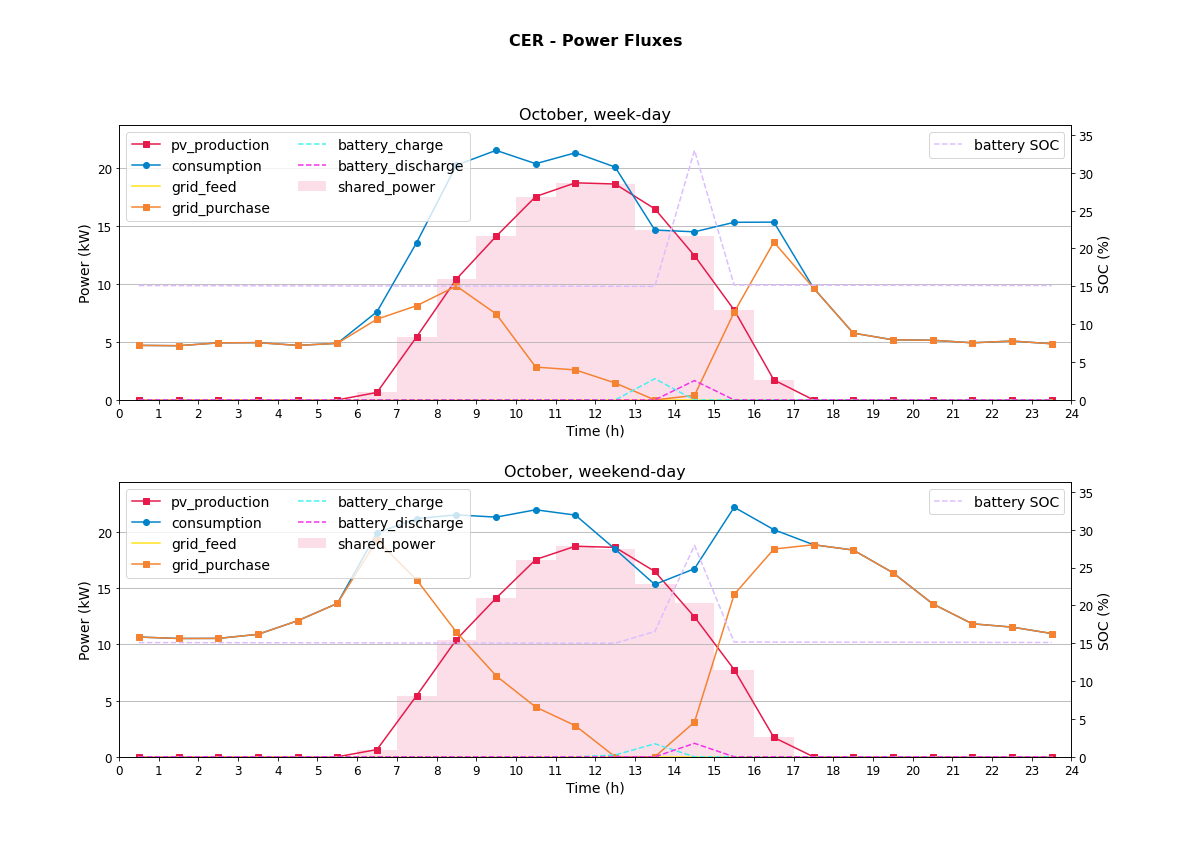 CER - Power Fluxes
October, week-day
pv_production
consumption
grid_feed
grid_purchase
battery_charge
battery_discharge
shared_power
battery SOC
Power (kW)
0
5
10
15
20
SOC (%)
0
5
10
15
20
25
30
35
0 1 2 3 4 5 6 7 8 9 10 11 12 13 14 15 16 17 18 19 20 21 22 23 24
Time (h)
October, weekend-day
pv_production
consumption
grid_feed
grid_purchase
battery_charge
battery_discharge
shared_power
battery SOC
Power (kW)
0
5
10
15
20
SOC (%)
0
5
10
15
20
25
30
35
0 1 2 3 4 5 6 7 8 9 10 11 12 13 14 15 16 17 18 19 20 21 22 23 24
Time (h)